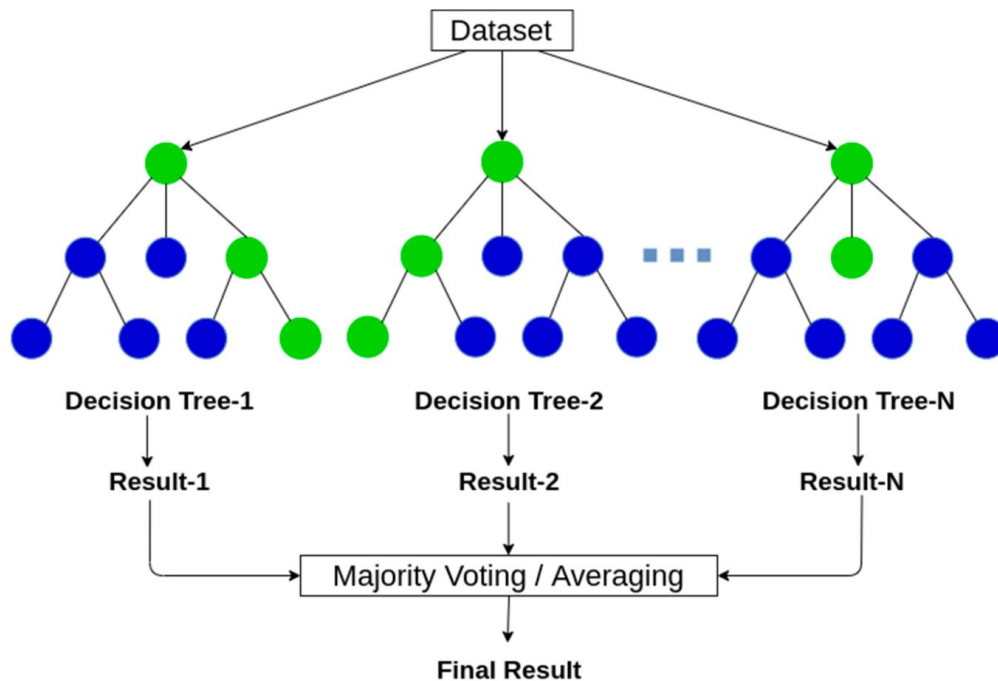 Dataset
Decision Tree-1
Decision Tree-2
Decision Tree-N
Result-1
Result-2
Result-N
Majority Voting / Averaging
Final Result